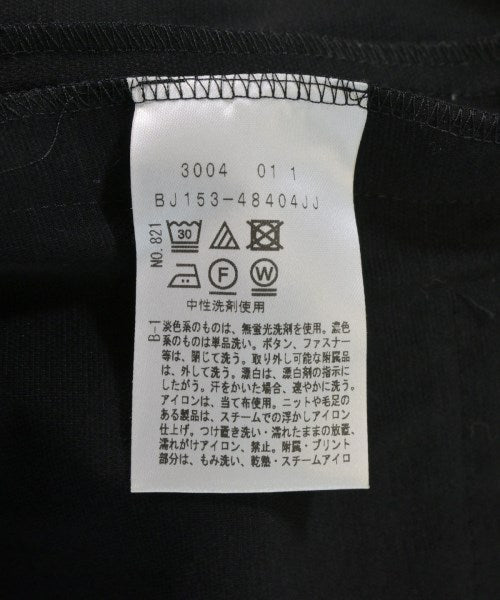 3004 01 1
BJ153-48404JJ
NO.821
30
F W
中性洗剤使用
B-1
淡色系のものは、無蛍光洗剤を使用。濃色
系のものは単品洗い。ボタン、ファスナー
等は、閉じて洗う。取り外し可能な附属品
は、外して洗う。漂白は、漂白剤の指示に
したがう。汗をかいた場合、速やかに洗う。
アイロンは、当て布使用。ニットや毛足の
ある製品は、スチームでの浮かしアイロン
仕上げ。つけ置き洗い・濡れたままの放置、
濡れがけアイロン、禁止。附属・プリント
部分は、もみ洗い、乾熱・スチームアイロ